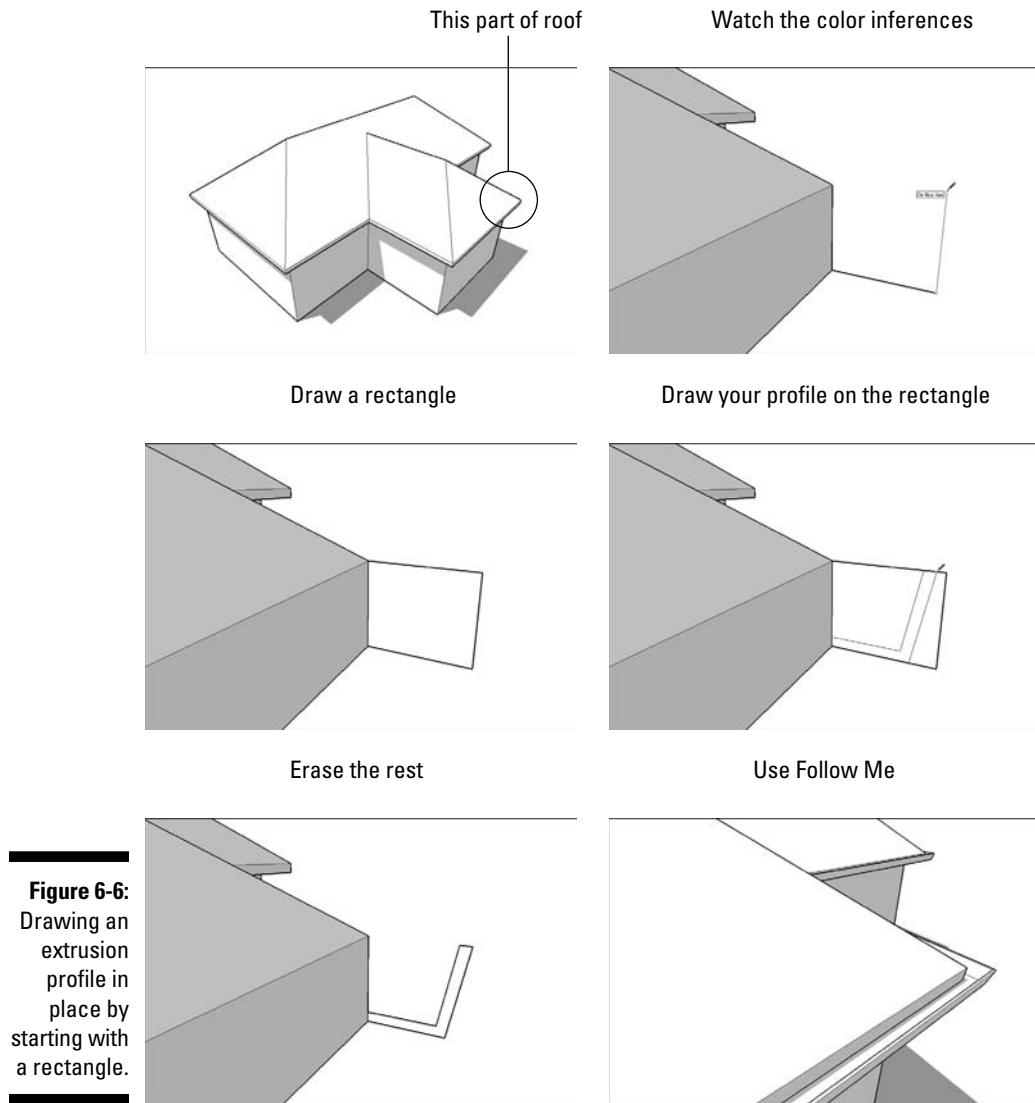 This part of roof
Watch the color inferences
Draw a rectangle
Draw your profile on the rectangle
Erase the rest
Use Follow Me
Figure 6-6:
Drawing an
extrusion
profile in
place by
starting with
a rectangle.